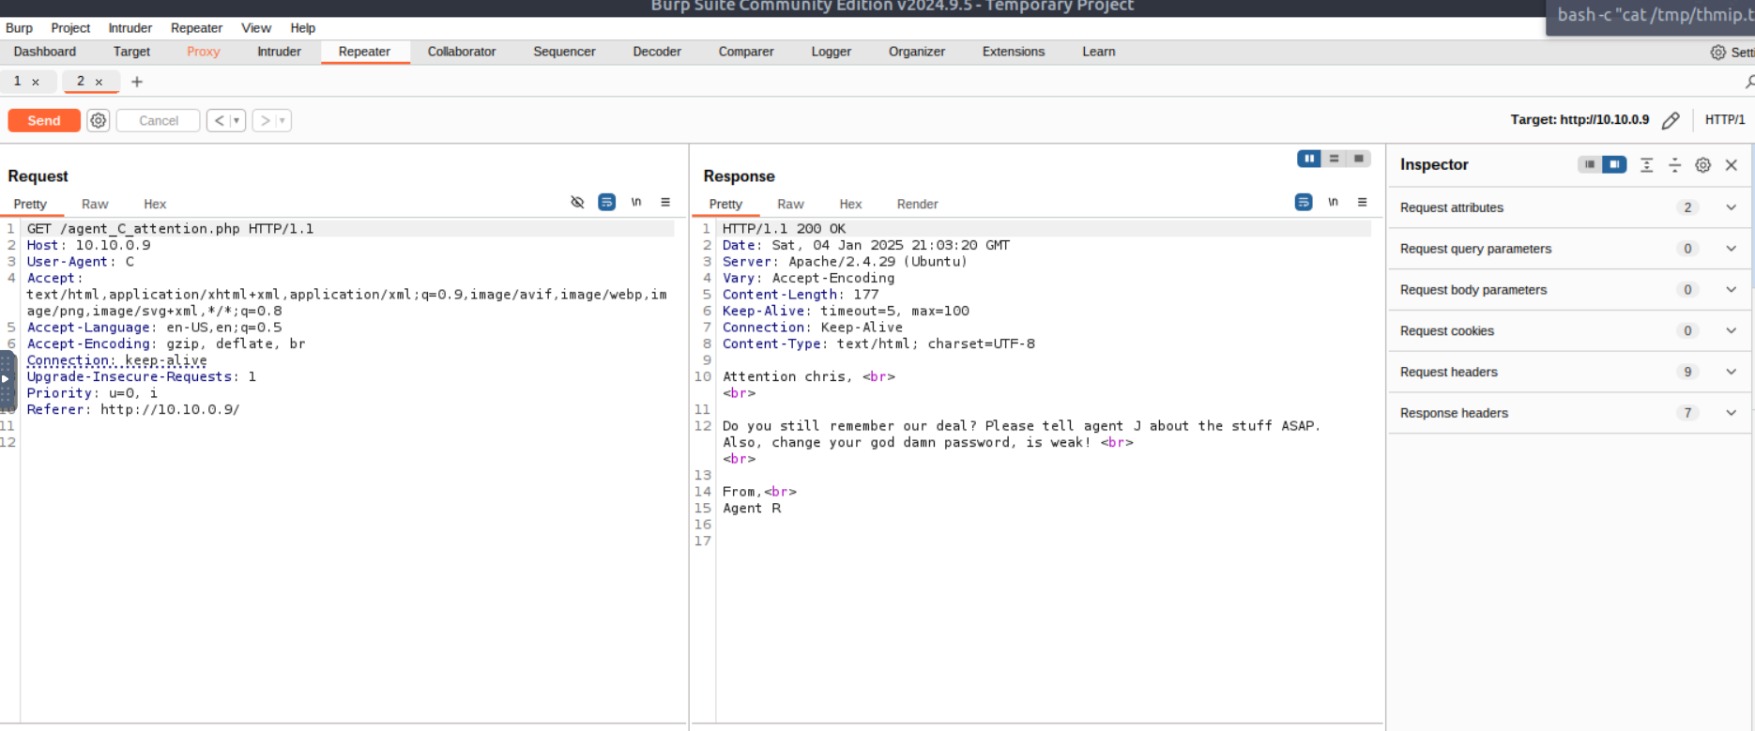 Burp Suite Community Edition v2024.9.5 - Temporary Project
bash -c "cat /tmp/thmip.t
Burp Project Intruder Repeater View Help
Dashboard Target Proxy Intruder Repeater Collaborator Sequencer Decoder Comparer Logger Organizer Extensions Learn Setti
1 × 2 × +
Send Cancel < > Target: http://10.10.0.9 HTTP/1
Request
Pretty Raw Hex \n
1 GET /agent_C_attention.php HTTP/1.1
2 Host: 10.10.0.9
3 User-Agent: C
4 Accept:
text/html,application/xhtml+xml,application/xml;q=0.9,image/avif,image/webp,im
age/png,image/svg+xml,*/*;q=0.8
5 Accept-Language: en-US,en;q=0.5
6 Accept-Encoding: gzip, deflate, br
Connection: keep-alive
Upgrade-Insecure-Requests: 1
Priority: u=0, i
Referer: http://10.10.0.9/
11
12
Response
Pretty Raw Hex Render \n
1 HTTP/1.1 200 OK
2 Date: Sat, 04 Jan 2025 21:03:20 GMT
3 Server: Apache/2.4.29 (Ubuntu)
4 Vary: Accept-Encoding
5 Content-Length: 177
6 Keep-Alive: timeout=5, max=100
7 Connection: Keep-Alive
8 Content-Type: text/html; charset=UTF-8
9
10 Attention chris, <br>
<br>
11
12 Do you still remember our deal? Please tell agent J about the stuff ASAP.
Also, change your god damn password, is weak! <br>
<br>
13
14 From,<br>
15 Agent R
16
17
Inspector
Request attributes 2
Request query parameters 0
Request body parameters 0
Request cookies 0
Request headers 9
Response headers 7